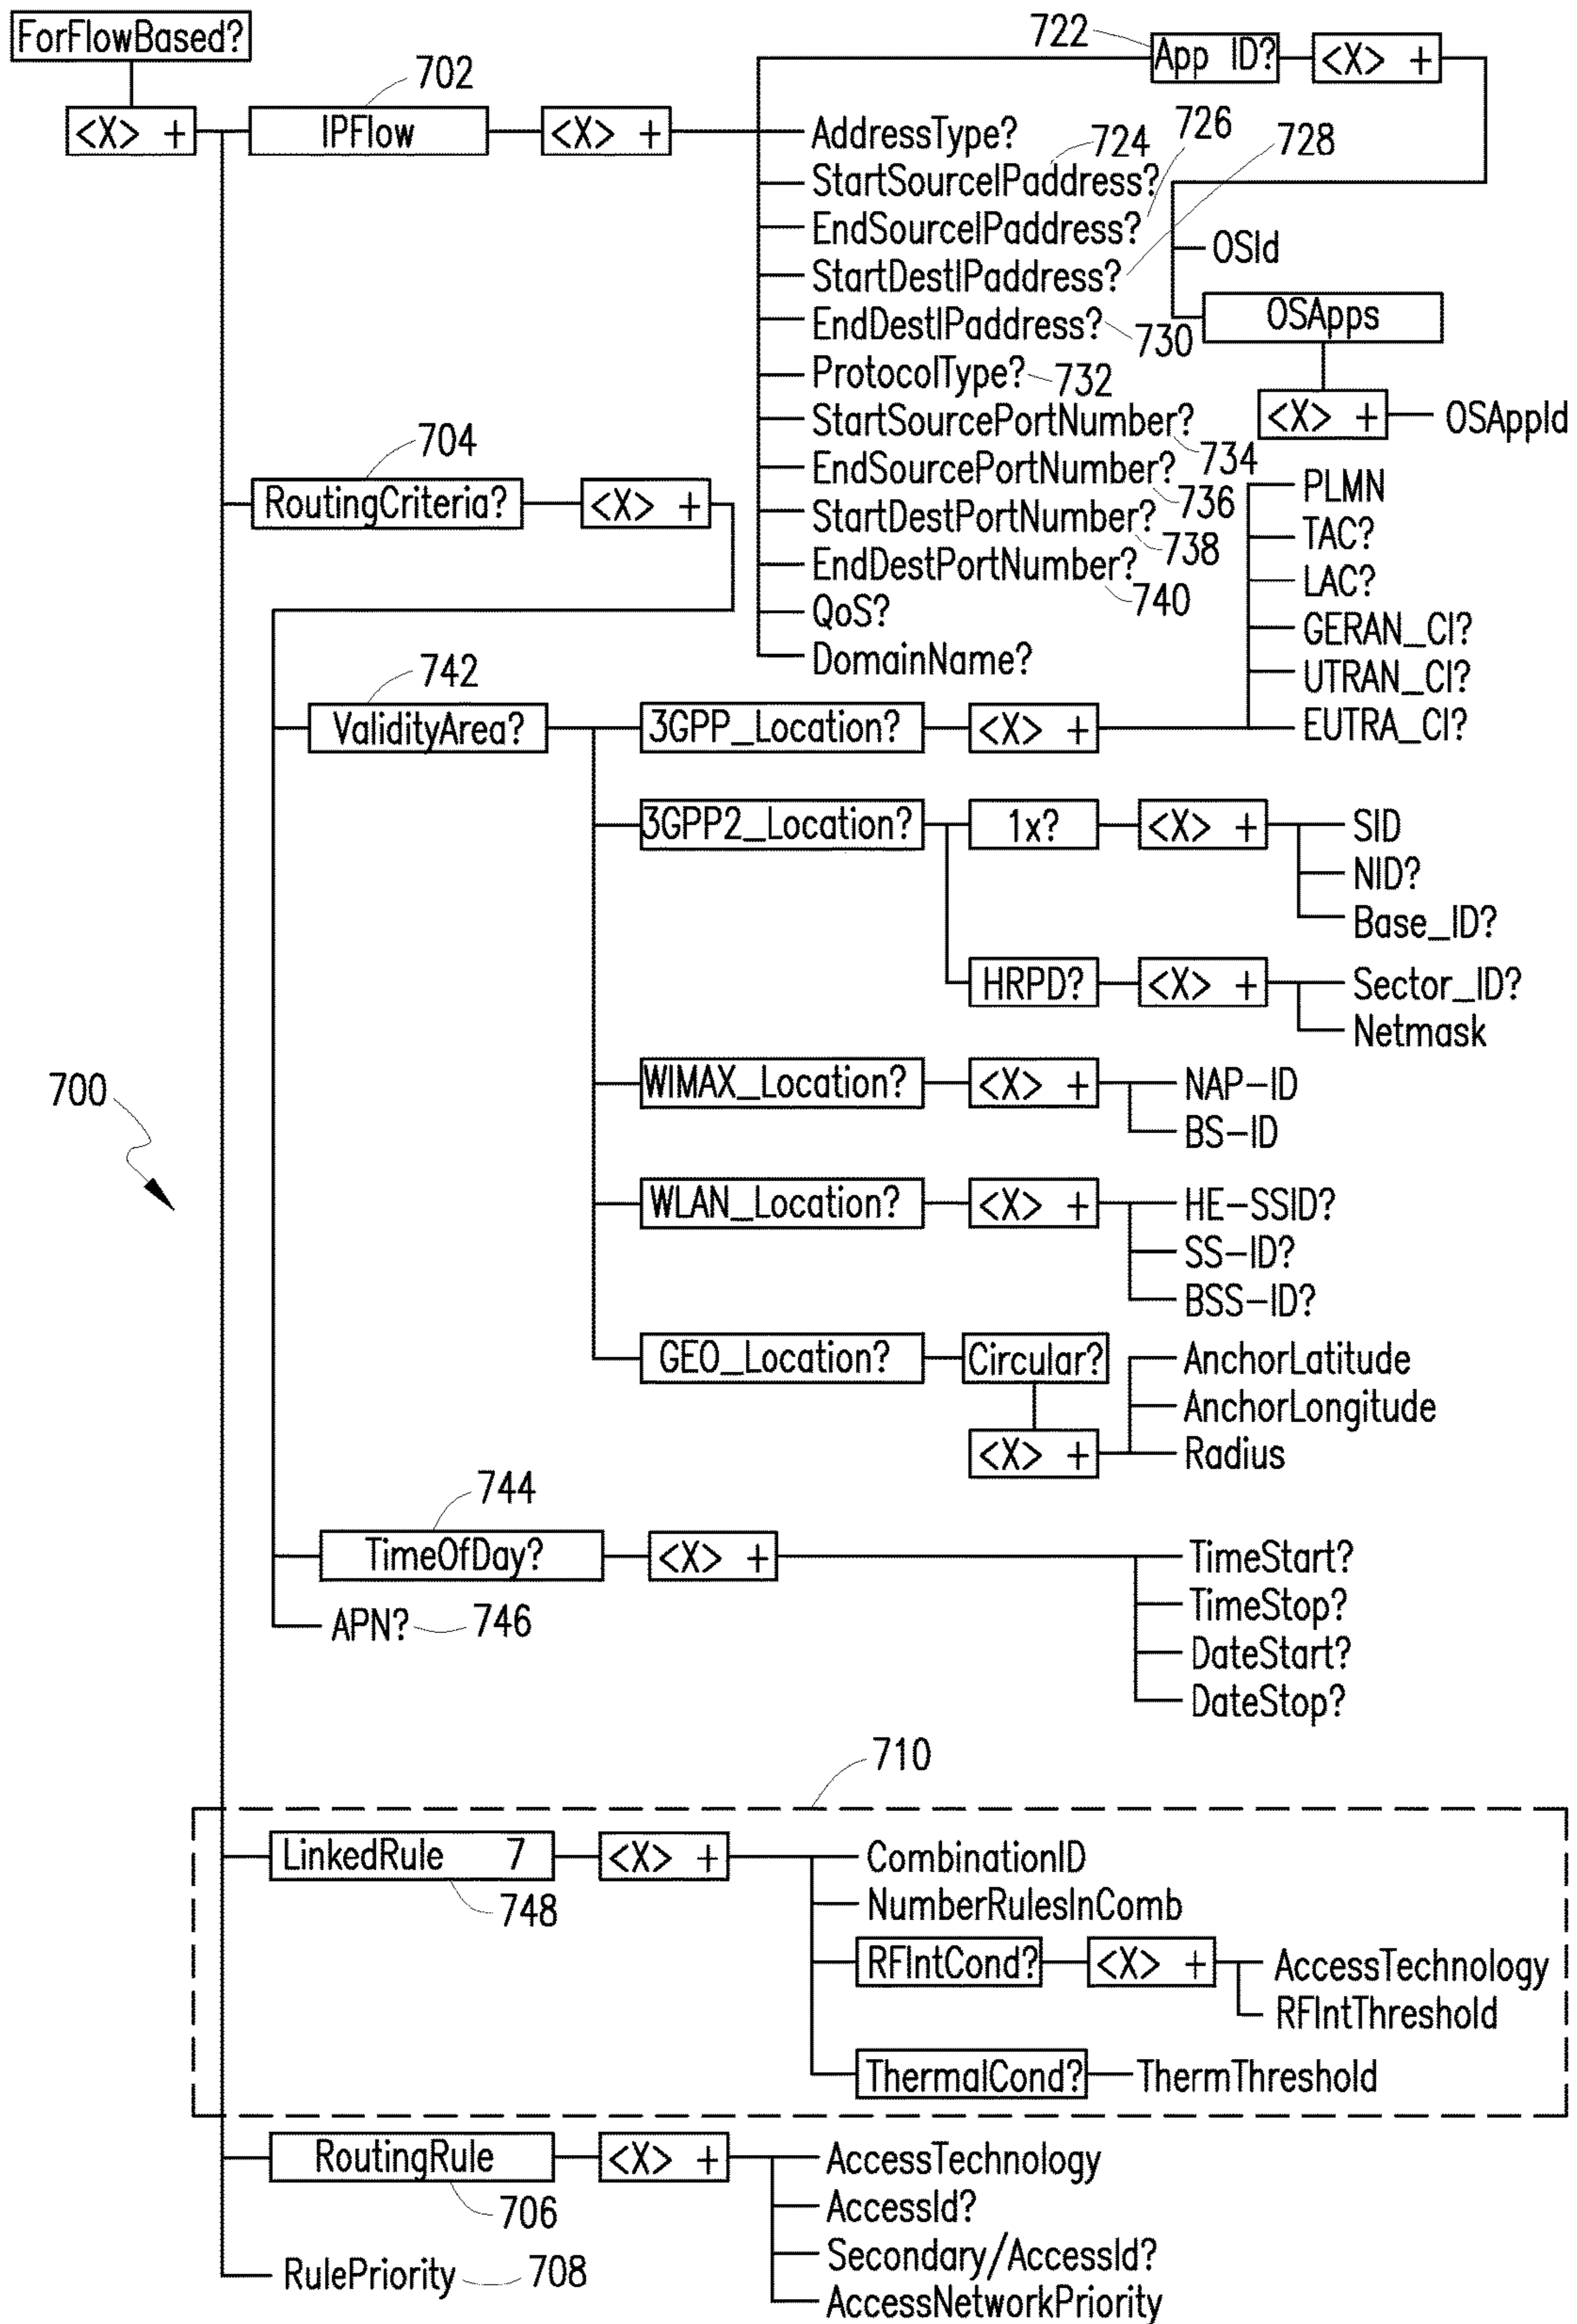 ForFlowBased?
<X> +
702
IPFlow
<X> +
722
App ID?
<X> +
AddressType?
724
726
728
StartSourceIPaddress?
EndSourceIPaddress?
OSId
StartDestIPaddress?
EndDestIPaddress?
730
OSApps
ProtocolType?
732
<X> +
OSAppId
StartSourcePortNumber?
734
704
RoutingCriteria?
<X> +
EndSourcePortNumber?
736
StartDestPortNumber?
738
EndDestPortNumber?
740
QoS?
DomainName?
PLMN
TAC?
LAC?
GERAN_CI?
UTRAN_CI?
EUTRA_CI?
742
ValidityArea?
3GPP_Location?
<X> +
3GPP2_Location?
1x?
<X> +
SID
NID?
Base_ID?
HRPD?
<X> +
Sector_ID?
Netmask
700
WIMAX_Location?
<X> +
NAP-ID
BS-ID
WLAN_Location?
<X> +
HE-SSID?
SS-ID?
BSS-ID?
GEO_Location?
Circular?
<X> +
AnchorLatitude
AnchorLongitude
Radius
744
TimeOfDay?
<X> +
TimeStart?
TimeStop?
DateStart?
DateStop?
APN?
746
710
LinkedRule 7
748
<X> +
CombinationID
NumberRulesInComb
RFIntCond?
<X> +
AccessTechnology
RFIntThreshold
ThermalCond?
ThermThreshold
RoutingRule
706
<X> +
AccessTechnology
AccessId?
Secondary/AccessId?
AccessNetworkPriority
RulePriority
708